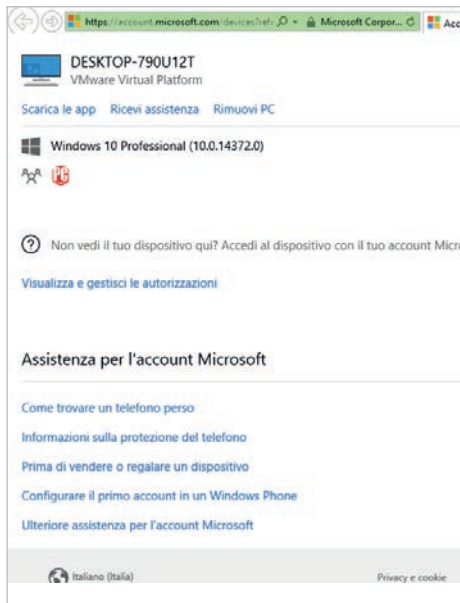 https://account.microsoft.com/devices?ref= Microsoft Corpor... Acc
DESKTOP-790U12T
VMware Virtual Platform
Scarica le app Ricevi assistenza Rimuovi PC
Windows 10 Professional (10.0.14372.0)
PC
Non vedi il tuo dispositivo qui? Accedi al dispositivo con il tuo account Micro
Visualizza e gestisci le autorizzazioni
Assistenza per l'account Microsoft
Come trovare un telefono perso
Informazioni sulla protezione del telefono
Prima di vendere o regalare un dispositivo
Configurare il primo account in un Windows Phone
Ulteriore assistenza per l'account Microsoft
Italiano (Italia) Privacy e cookie